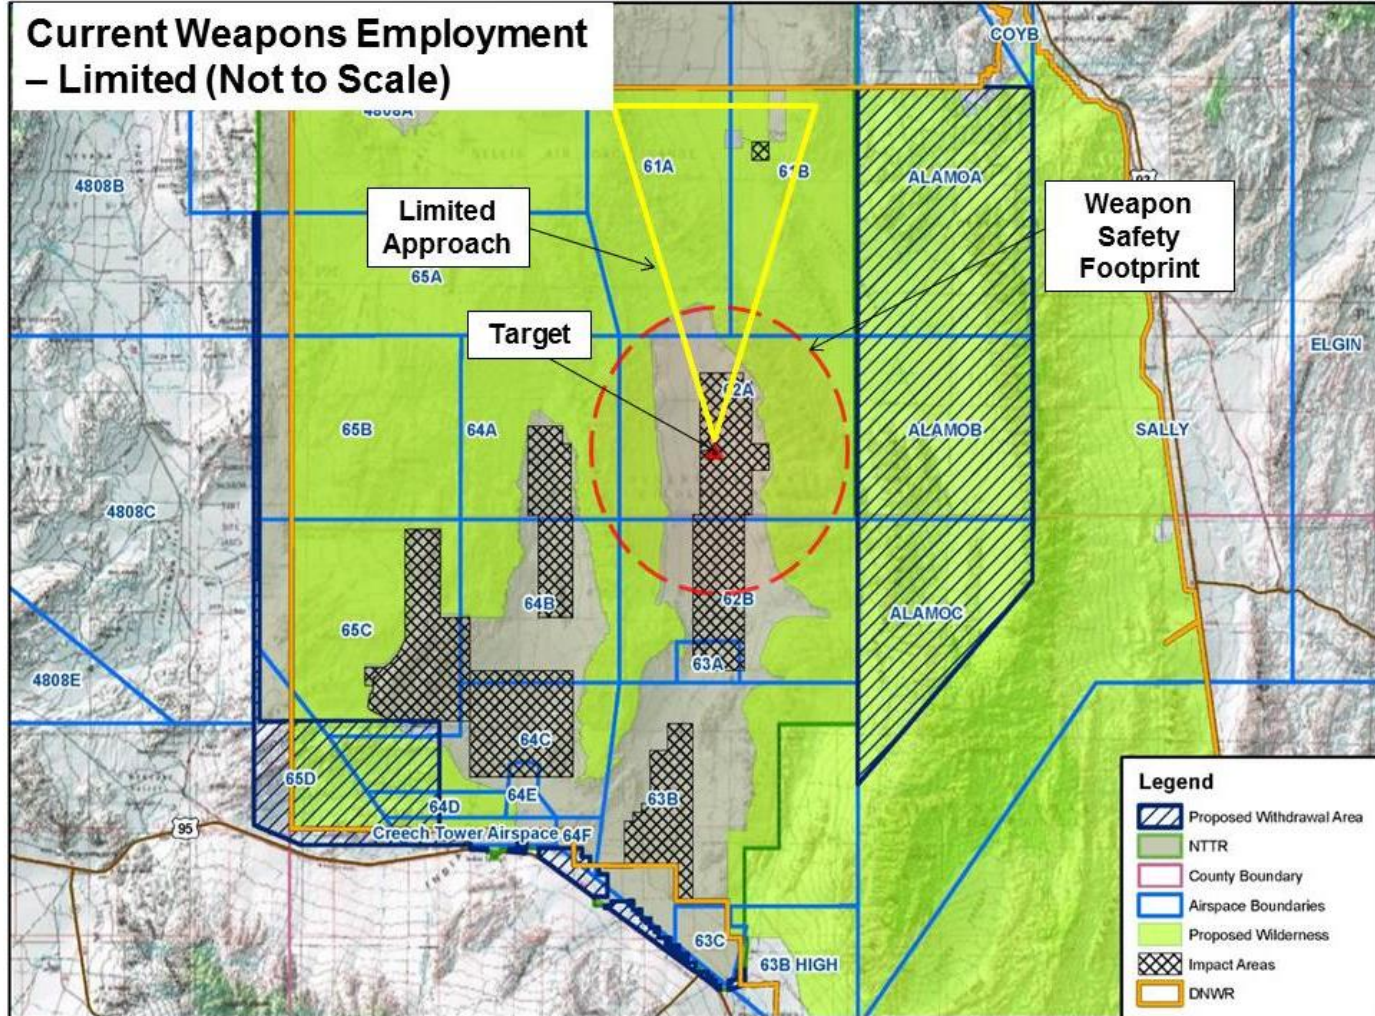 Current Weapons Employment
– Limited (Not to Scale)
COYB
4808A
61A
61B
4808B
ALAMOA
93
Limited
Approach
Weapon
Safety
Footprint
65A
Target
ELGIN
62A
65B
64A
ALAMOB
SALLY
4808C
64B
62B
ALAMOC
65C
63A
4808E
64C
65D
64E
64D
63B
95
Creech Tower Airspace
64F
63C
63B HIGH
Legend
Proposed Withdrawal Area
NTTR
County Boundary
Airspace Boundaries
Proposed Wilderness
Impact Areas
DNWR